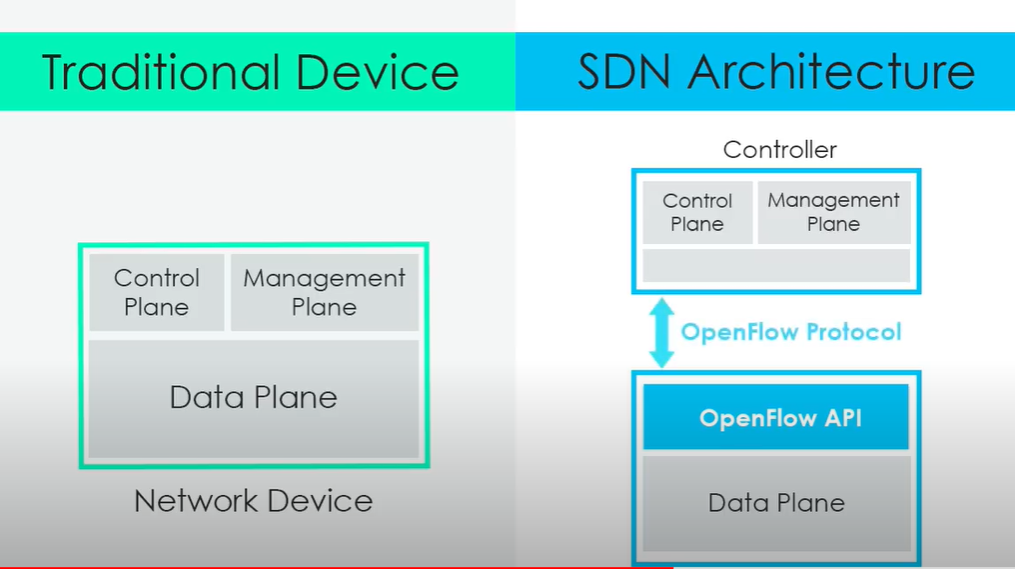 Traditional Device
SDN Architecture
Control
Plane
Management
Plane
Data Plane
Network Device
Controller
Control
Plane
Management
Plane
OpenFlow Protocol
OpenFlow API
Data Plane